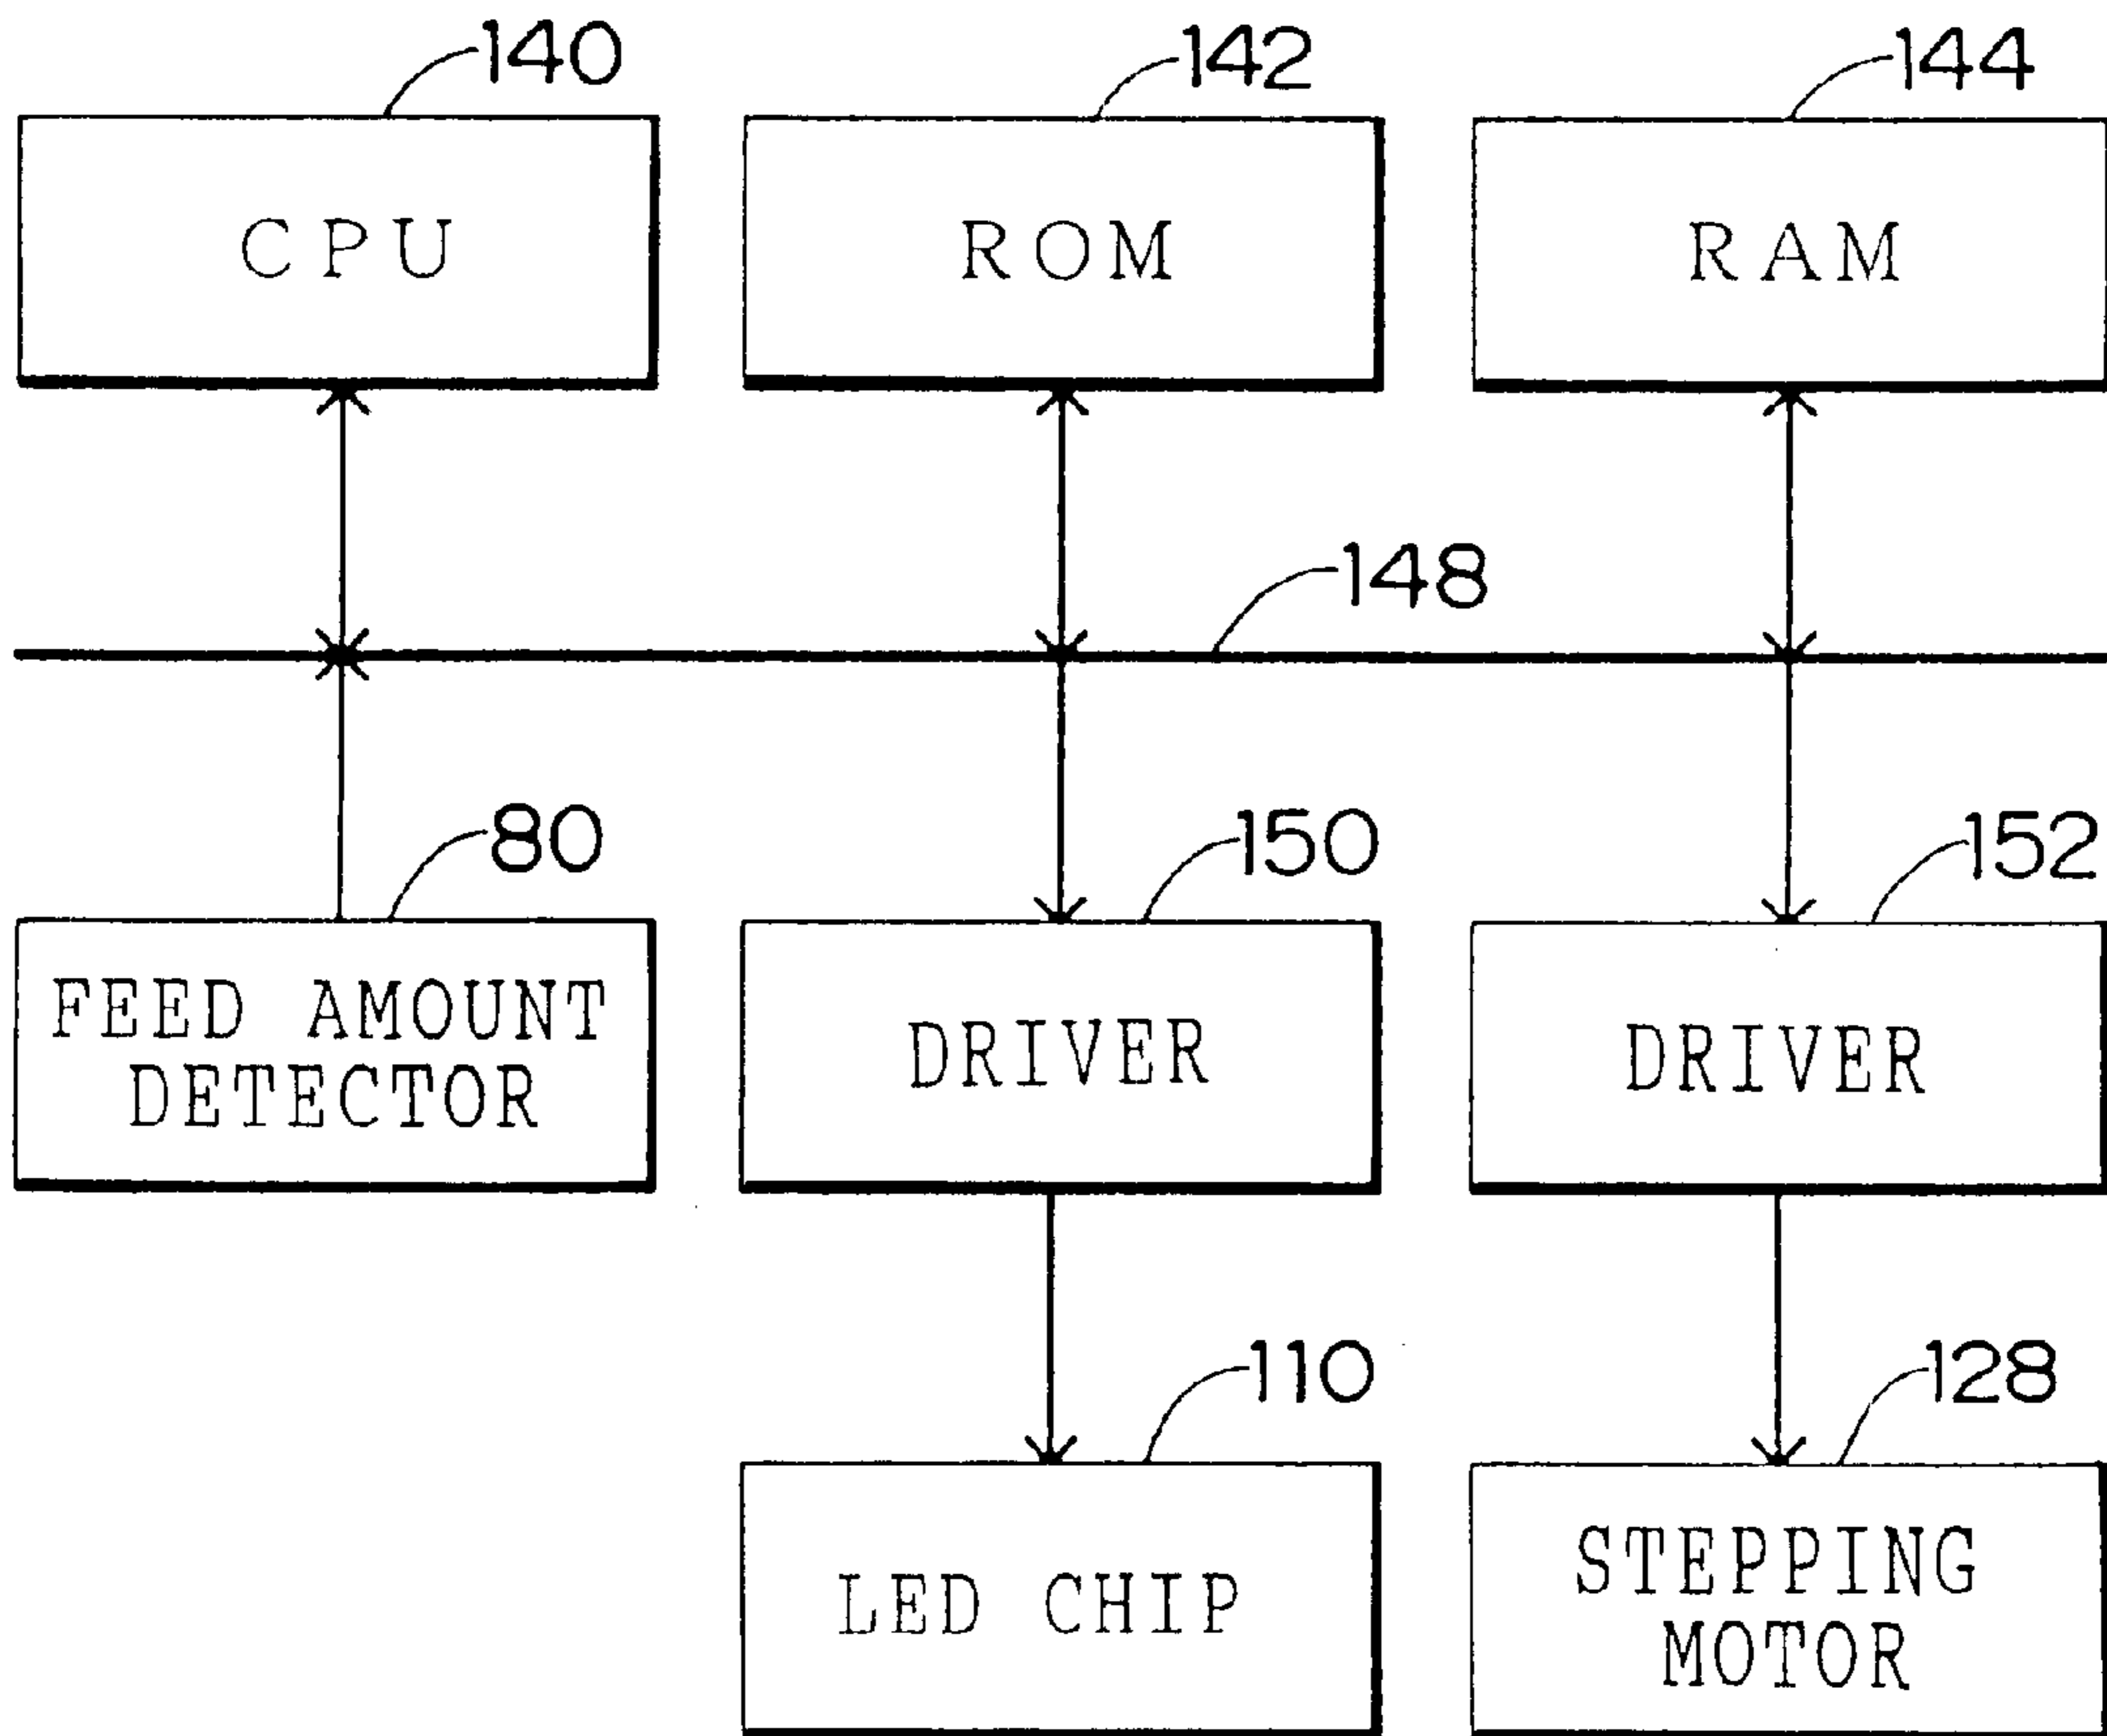 140
142
144
CPU
ROM
RAM
148
80
150
152
FEED AMOUNT
DETECTOR
DRIVER
DRIVER
110
128
LED CHIP
STEPPING
MOTOR